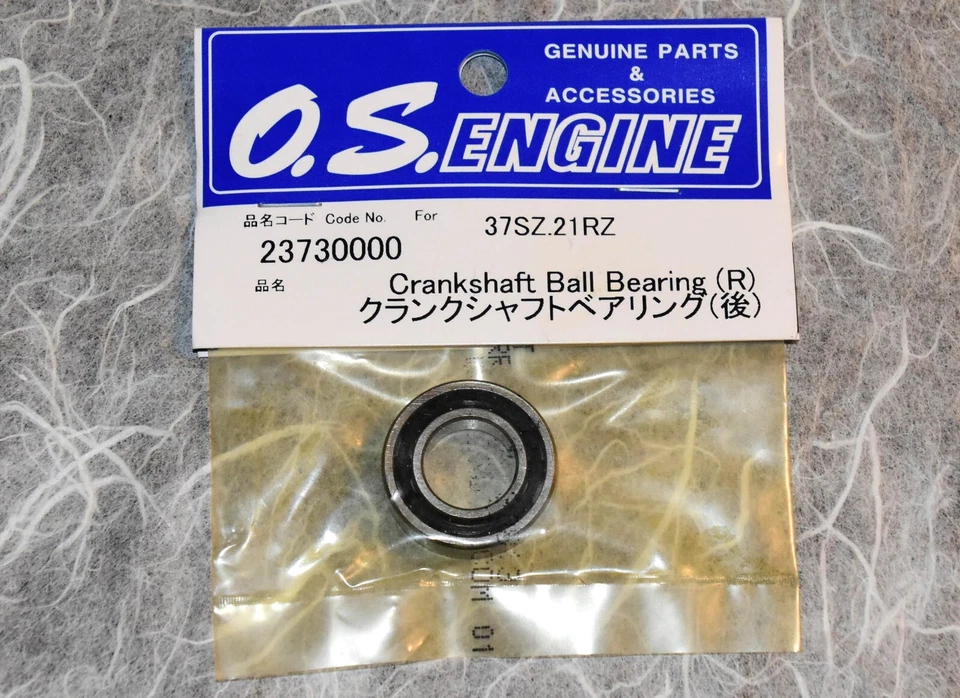 GENUINE PARTS
&
ACCESSORIES
O.S.ENGINE
品名コード Code No. For
37SZ.21RZ
23730000
品名
Crankshaft Ball Bearing (R)
クランクシャフトベアリング(後)